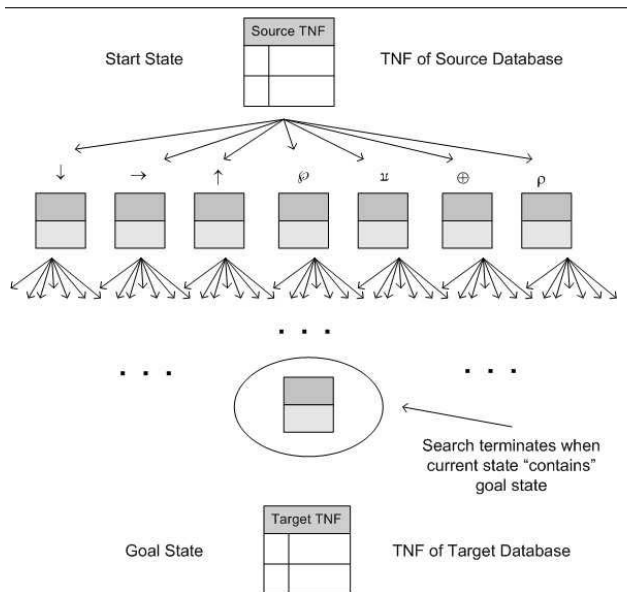 Source TNF
Start State
TNF of Source Database
↓ → ↑ ℘ ⊕ ρ
. . .
. . . . . .
Search terminates when
current state “contains”
goal state
Target TNF
Goal State
TNF of Target Database